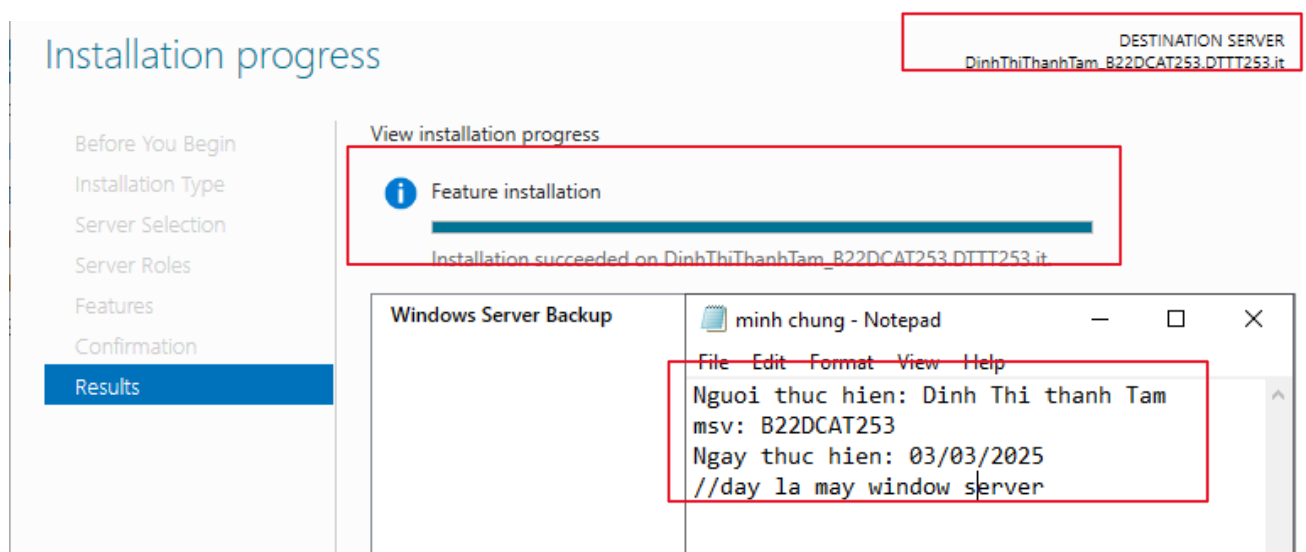 Installation progress
DESTINATION SERVER
DinhThiThanhTam_B22DCAT253.DTTT253.it
Before You Begin
Installation Type
Server Selection
Server Roles
Features
Confirmation
Results
View installation progress
Feature installation
Installation succeeded on DinhThiThanhTam_B22DCAT253.DTTT253.it.
Windows Server Backup
minh chung - Notepad
File Edit Format View Help
Nguoi thuc hien: Dinh Thi thanh Tam
msv: B22DCAT253
Ngay thuc hien: 03/03/2025
//day la may window server